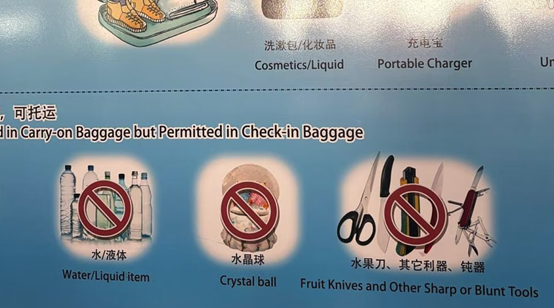 洗漱包/化妆品
Cosmetics/Liquid
充电宝
Portable Charger
Un
，可托运
d in Carry-on Baggage but Permitted in Check-in Baggage
水/液体
Water/Liquid item
水晶球
Crystal ball
水果刀、其它利器、钝器
Fruit Knives and Other Sharp or Blunt Tools